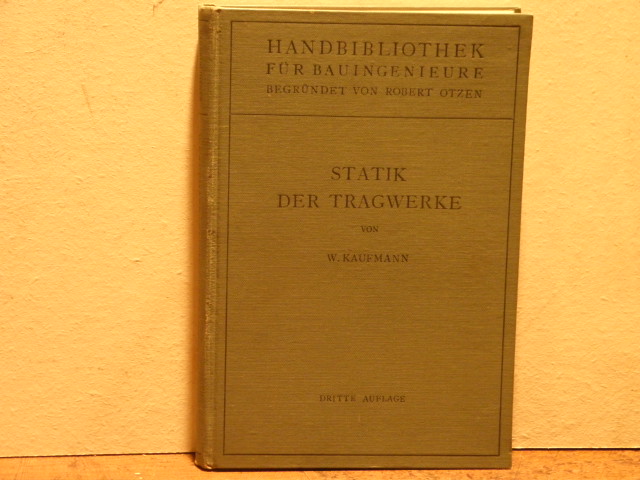 HANDBIBLIOTHEK
FÜR BAUINGENIEURE
BEGRÜNDET VON ROBERT OTZEN
STATIK
DER TRAGWERKE
VON
W. KAUFMANN
DRITTE AUFLAGE